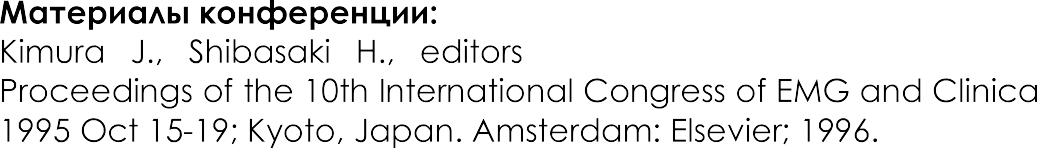 Материалы конференции:
Kimura J., Shibasaki H., editors
Proceedings of the 10th International Congress of EMG and Clinica
1995 Oct 15-19; Kyoto, Japan. Amsterdam: Elsevier; 1996.